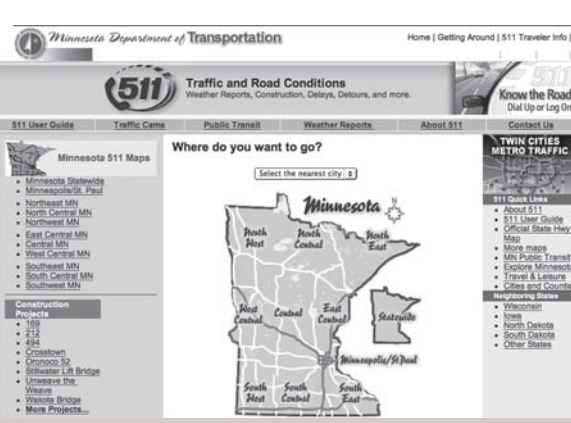 Minnesota Department of Transportation
Home | Getting Around | 511 Traveler Info |
511
Traffic and Road Conditions
Weather Reports, Construction, Delays, Detours, and more.
511
Know the Road
Dial Up or Log On
511 User Guide
Traffic Cams
Public Transit
Weather Reports
About 511
Contact Us
Minnesota 511 Maps
Minnesota Statewide
Minneapolis/St. Paul
Northeast MN
North Central MN
Northwest MN
East Central MN
Central MN
West Central MN
Southeast MN
South Central MN
Southwest MN
Construction
Projects
169
212
494
Crosstown
Oronoco 52
Stillwater Lift Bridge
Unweave the
Weave
Wakota Bridge
More Projects...
Where do you want to go?
Select the nearest city
Minnesota
N
North
West
North
Central
North
East
West
Central
Central
East
Central
Statewide
Minneapolis/St Paul
South
West
South
Central
South
East
TWIN CITIES
METRO TRAFFIC
511 Quick Links
About 511
511 User Guide
Official State Hwy
Map
More maps
MN Public Transit
Explore Minnesota
Travel & Leisure
Cities and Countie
Neighboring States
Wisconsin
Iowa
North Dakota
South Dakota
Other States